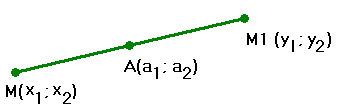 M1 (y₁; y₂)
A(a₁; a₂)
M(x₁; x₂)